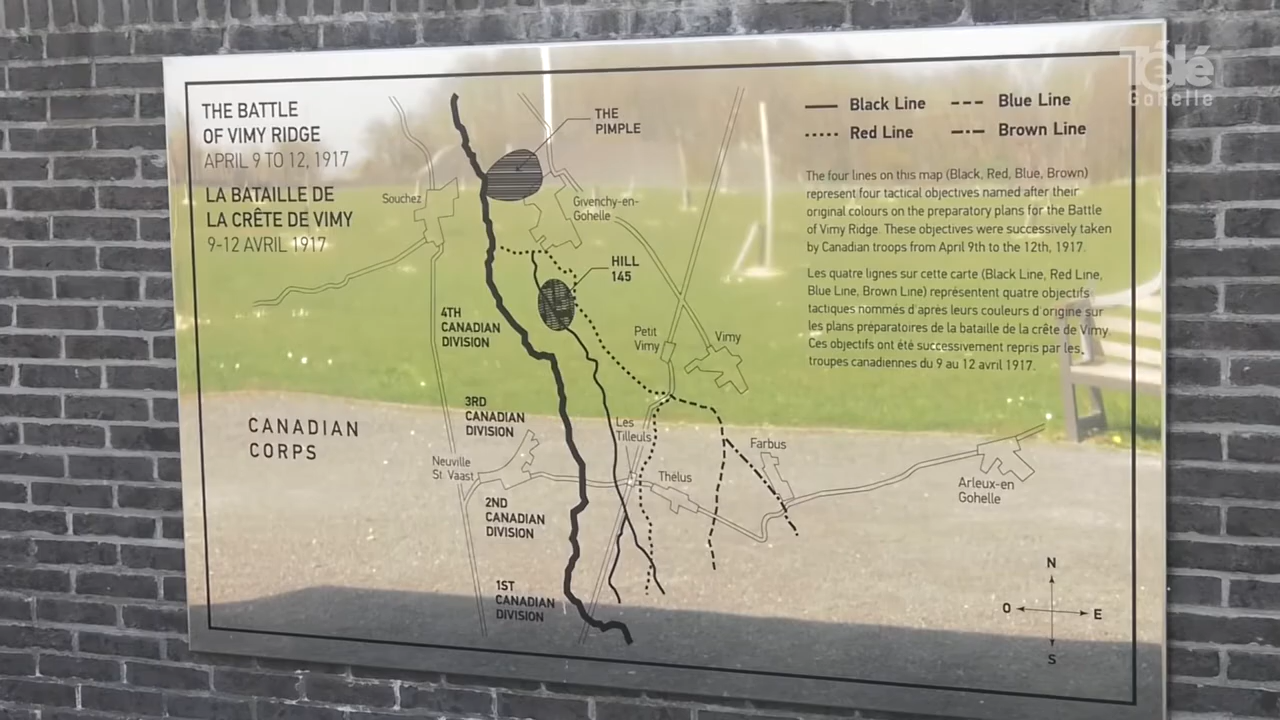 THE BATTLE
OF VIMY RIDGE
APRIL 9 TO 12, 1917
LA BATAILLE DE
LA CRÊTE DE VIMY
9-12 AVRIL 1917
Black Line
Blue Line
Red Line
Brown Line
The four lines on this map (Black, Red, Blue, Brown)
represent four tactical objectives named after their
original colours on the preparatory plans for the Battle
of Vimy Ridge. These objectives were successively taken
by Canadian troops from April 9th to the 12th, 1917.
Les quatre lignes sur cette carte (Black Line, Red Line,
Blue Line, Brown Line) représentent quatre objectifs
tactiques nommés d'après leurs couleurs d'origine sur
les plans préparatoires de la bataille de la crête de Vimy.
Ces objectifs ont été successivement repris par les
troupes canadiennes du 9 au 12 avril 1917.
THE
PIMPLE
Souchez
Givenchy-en-
Gohelle
HILL
145
4TH
CANADIAN
DIVISION
Petit
Vimy
Vimy
3RD
CANADIAN
DIVISION
CANADIAN
CORPS
Les
Tilleuls
Farbus
Neuville
St Vaast
Thélus
Arleux-en
Gohelle
2ND
CANADIAN
DIVISION
1ST
CANADIAN
DIVISION
N
O
E
S
Télé
Gohelle